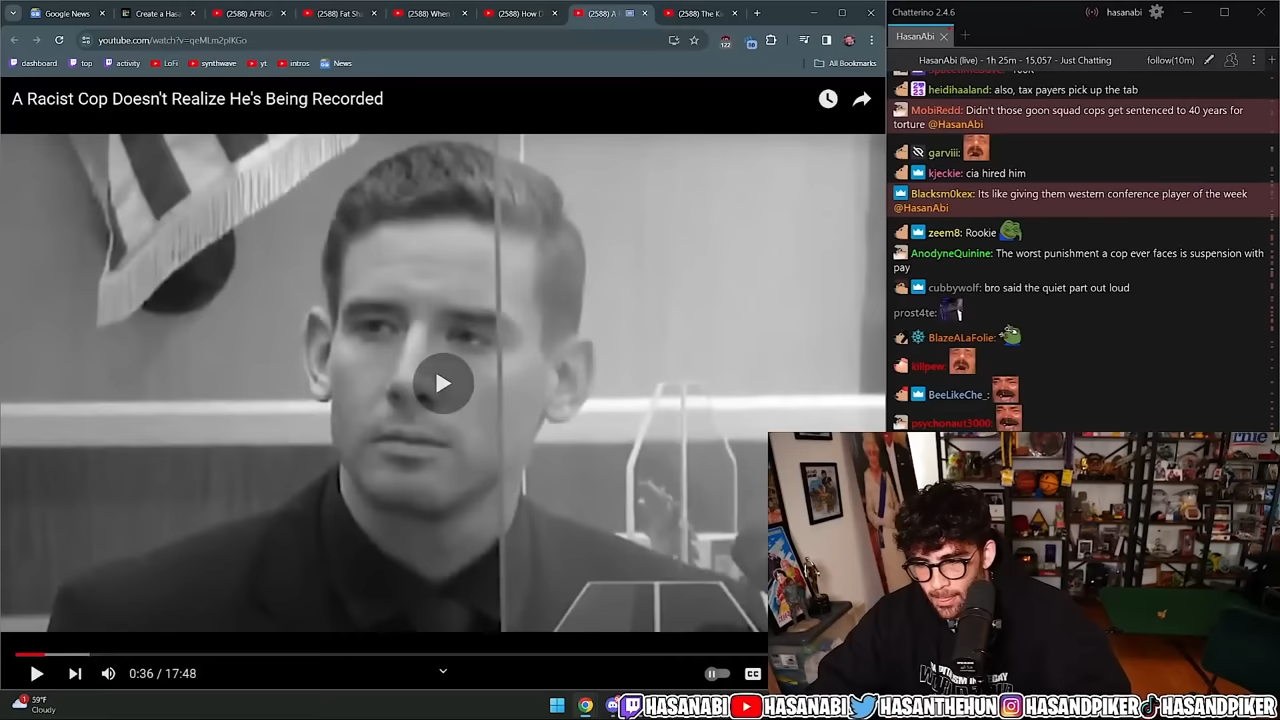 Google News
Create a Hasa
(2588) AFRIC
(2588) Fat Sh
(2588) When
(2588) How D
(2588) A
(2588) The K
youtube.com/watch?v=qeMLm2plKGo
122
dashboard
top
activity
LoFi
synthwave
yt
intros
News
All Bookmarks
A Racist Cop Doesn't Realize He's Being Recorded
0:36 / 17:48
CC
59°F
Cloudy
Chatterino 2.4.6
hasanabi
HasanAbi
HasanAbi (live) - 1h 25m - 15,057 - Just Chatting
follow(10m)
heidihaaland: also, tax payers pick up the tab
MobiRedd: Didn't those goon squad cops get sentenced to 40 years for
torture @HasanAbi
garviii:
kjeckie: cia hired him
Blacksm0kex: Its like giving them western conference player of the week
@HasanAbi
zeem8: Rookie
AnodyneQuinine: The worst punishment a cop ever faces is suspension with
pay
cubbywolf: bro said the quiet part out loud
prost4te:
BlazeALaFolie:
killpew:
BeeLikeChe_:
psychonaut3000:
HASANABI
HASANABI
HASANTHEHUN
HASANDPIKER
HASANDPIKER